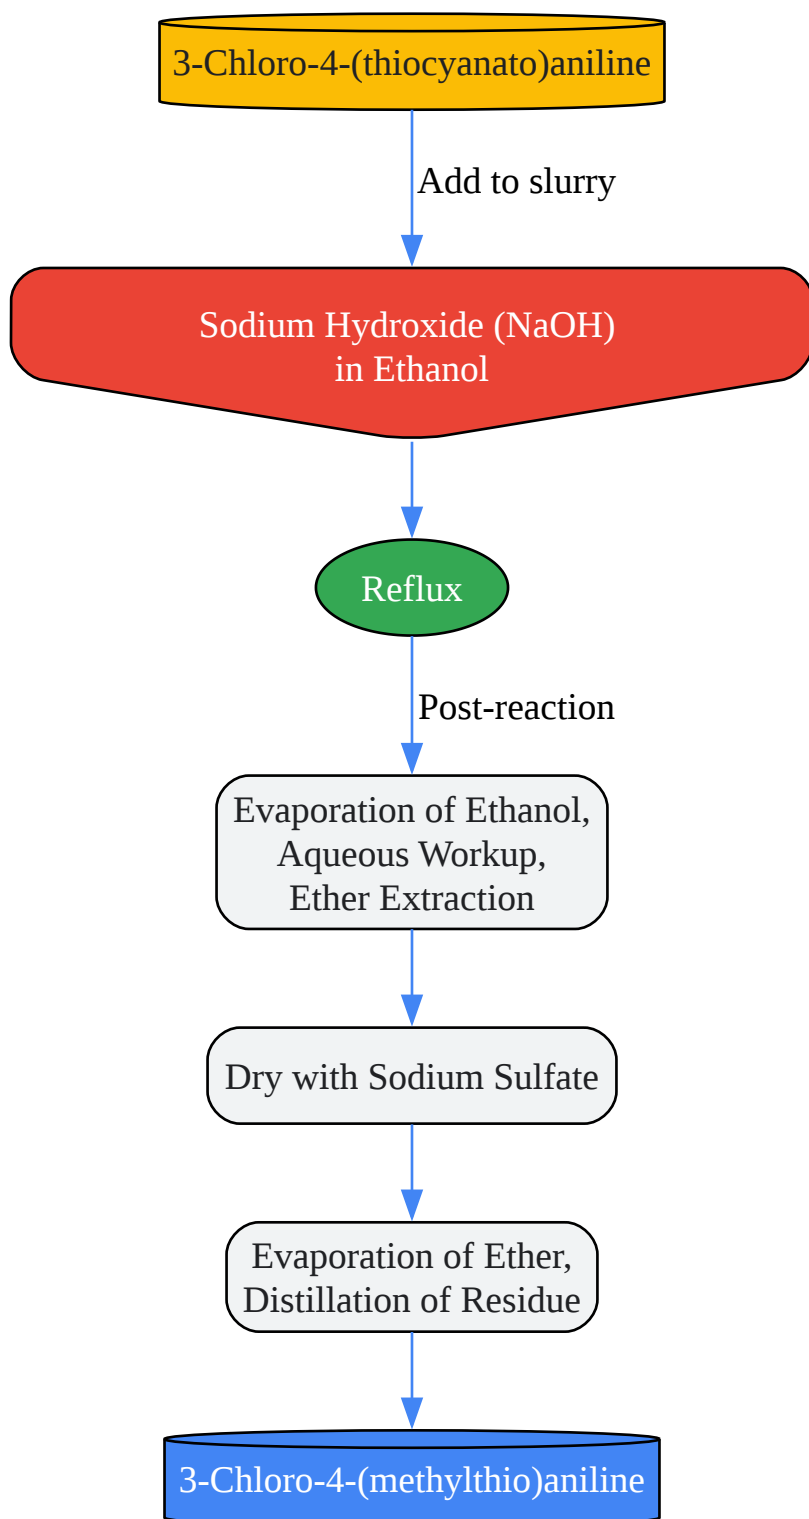 3-Chloro-4-(thiocyanato)aniline
Add to slurry
Sodium Hydroxide (NaOH)
in Ethanol
Reflux
Post-reaction
Evaporation of Ethanol,
Aqueous Workup,
Ether Extraction
Dry with Sodium Sulfate
Evaporation of Ether,
Distillation of Residue
3-Chloro-4-(methylthio)aniline